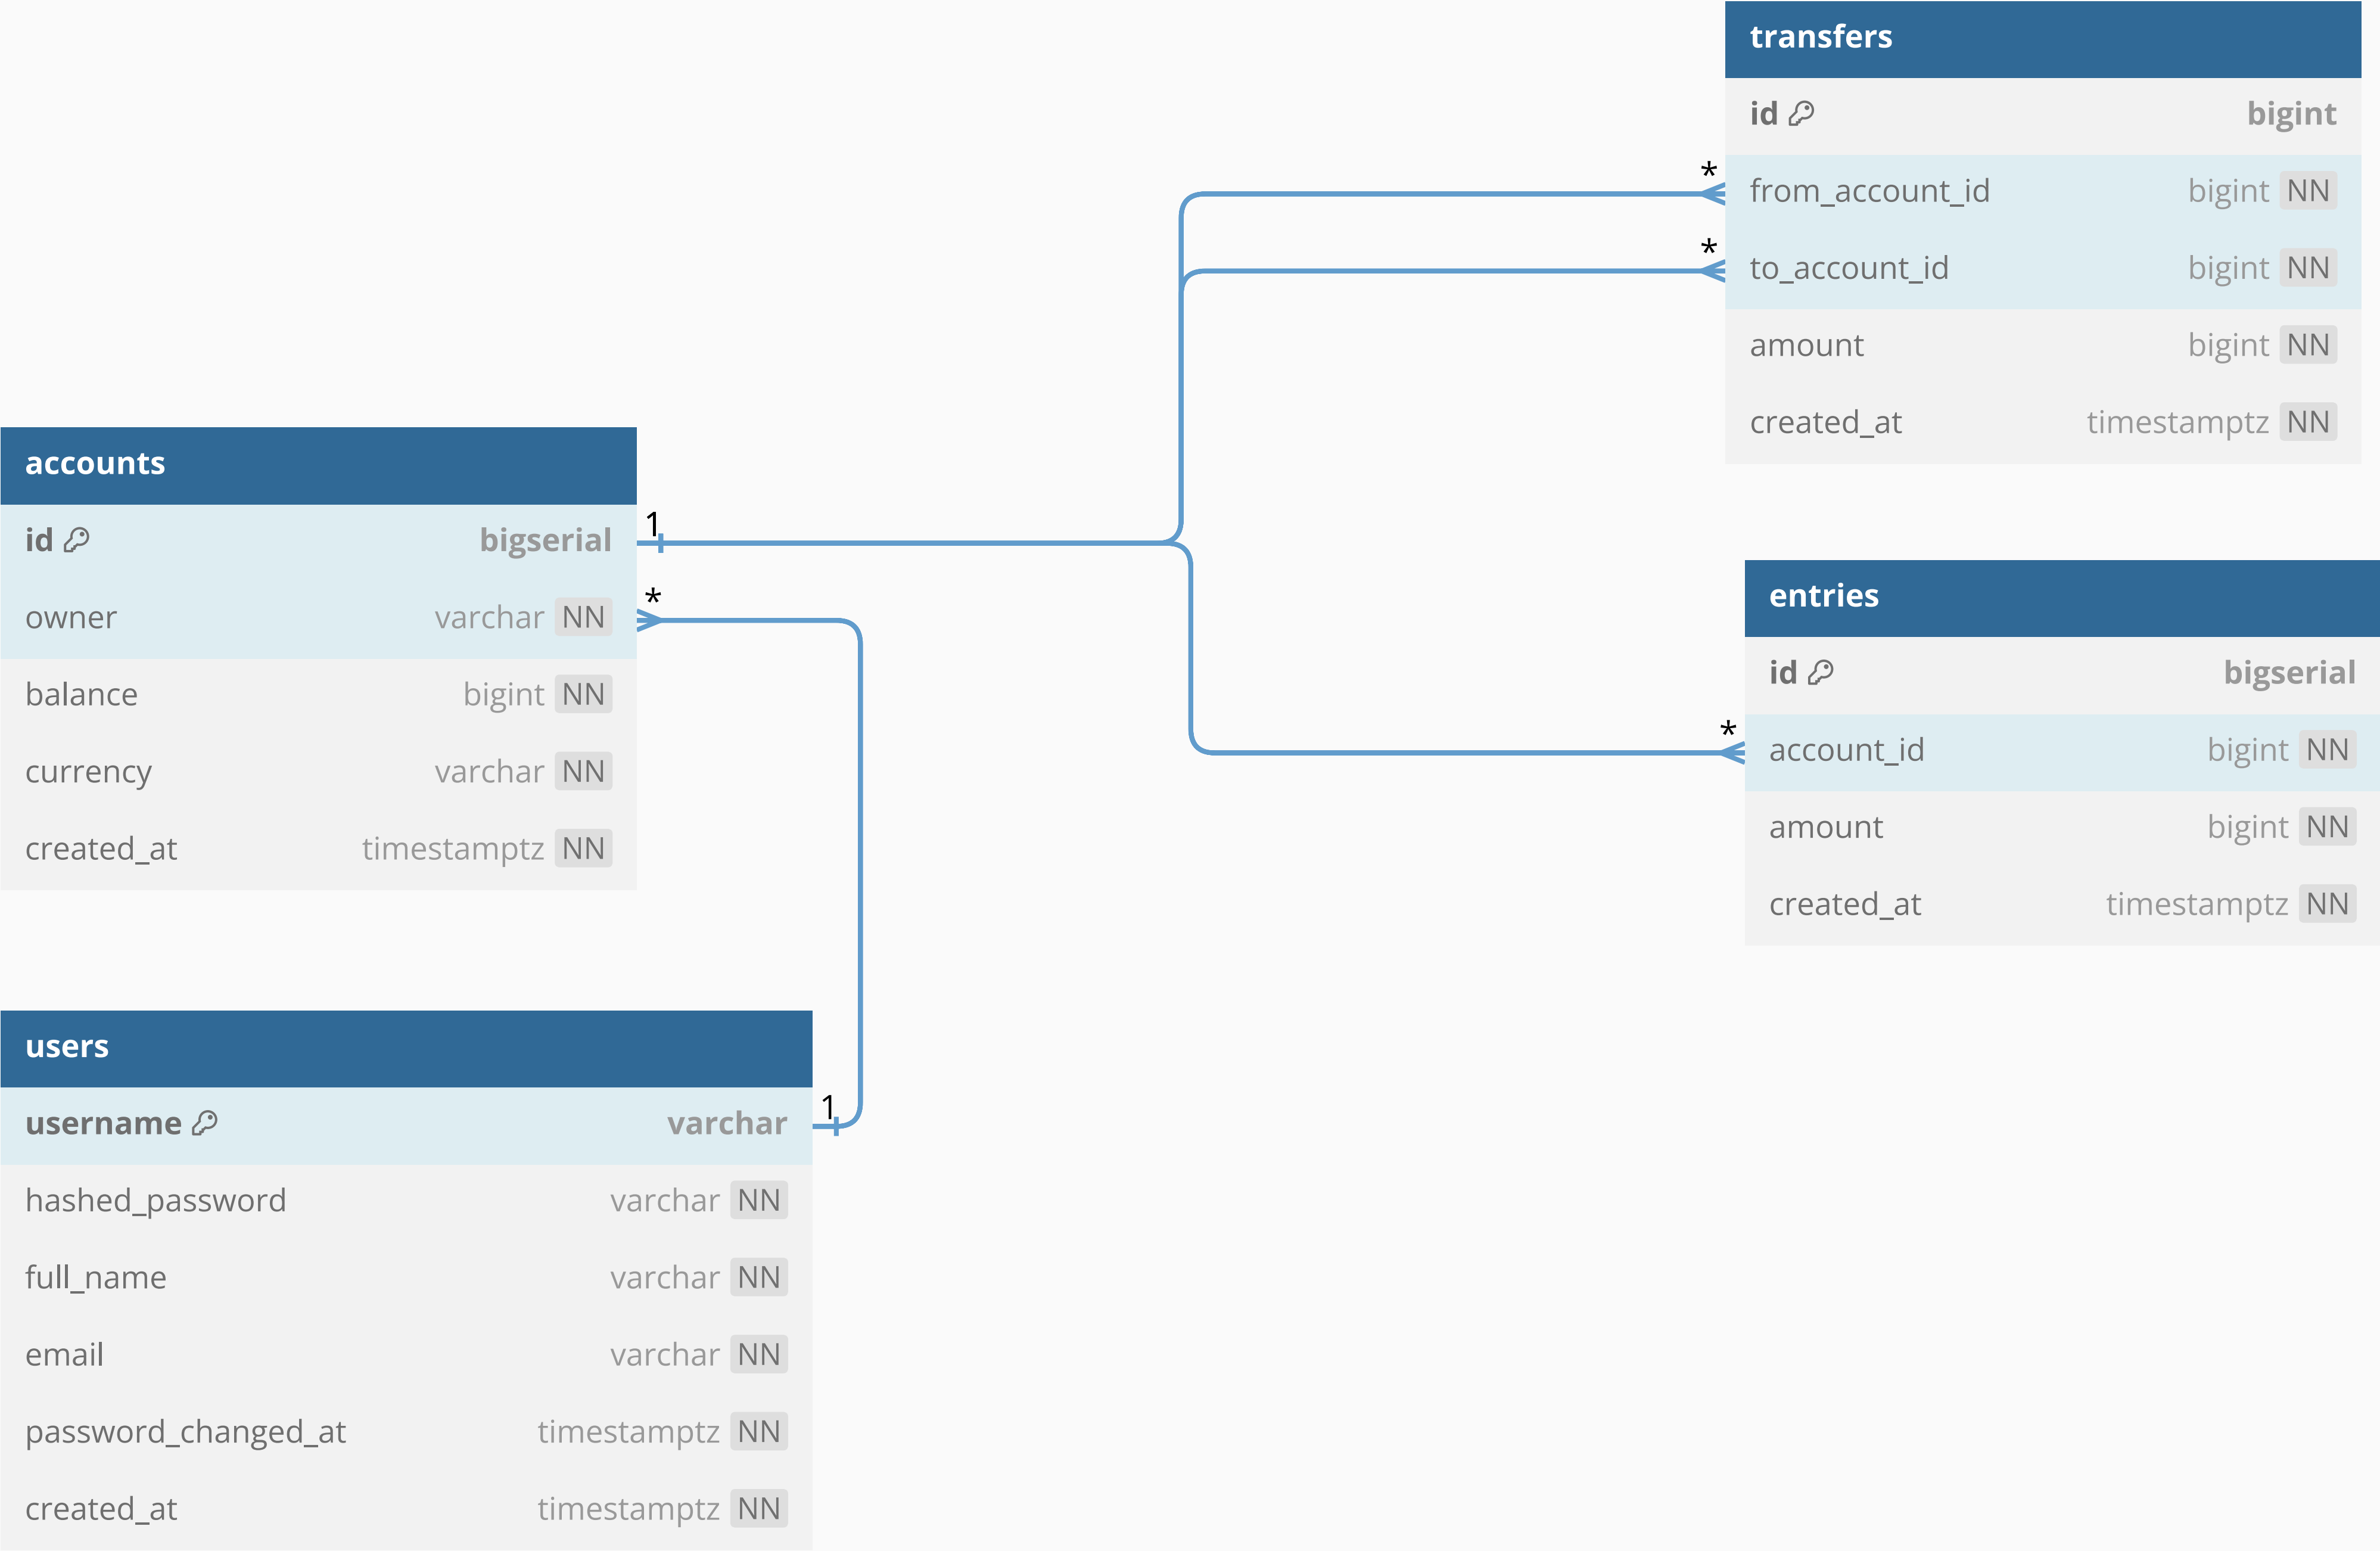 transfers
id bigint
* from_account_id bigint NN
* to_account_id bigint NN
amount bigint NN
created_at timestamptz NN
accounts
id bigserial 1
owner varchar NN *
balance bigint NN
currency varchar NN
created_at timestamptz NN
entries
id bigserial
* account_id bigint NN
amount bigint NN
created_at timestamptz NN
users
username varchar 1
hashed_password varchar NN
full_name varchar NN
email varchar NN
password_changed_at timestamptz NN
created_at timestamptz NN